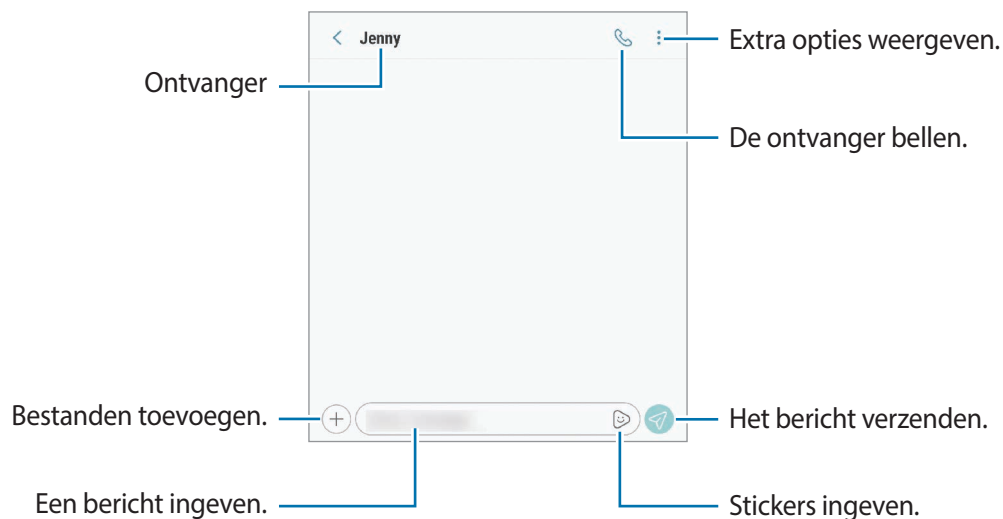 Jenny
Extra opties weergeven.
Ontvanger
De ontvanger bellen.
Bestanden toevoegen.
Het bericht verzenden.
Een bericht ingeven.
Stickers ingeven.